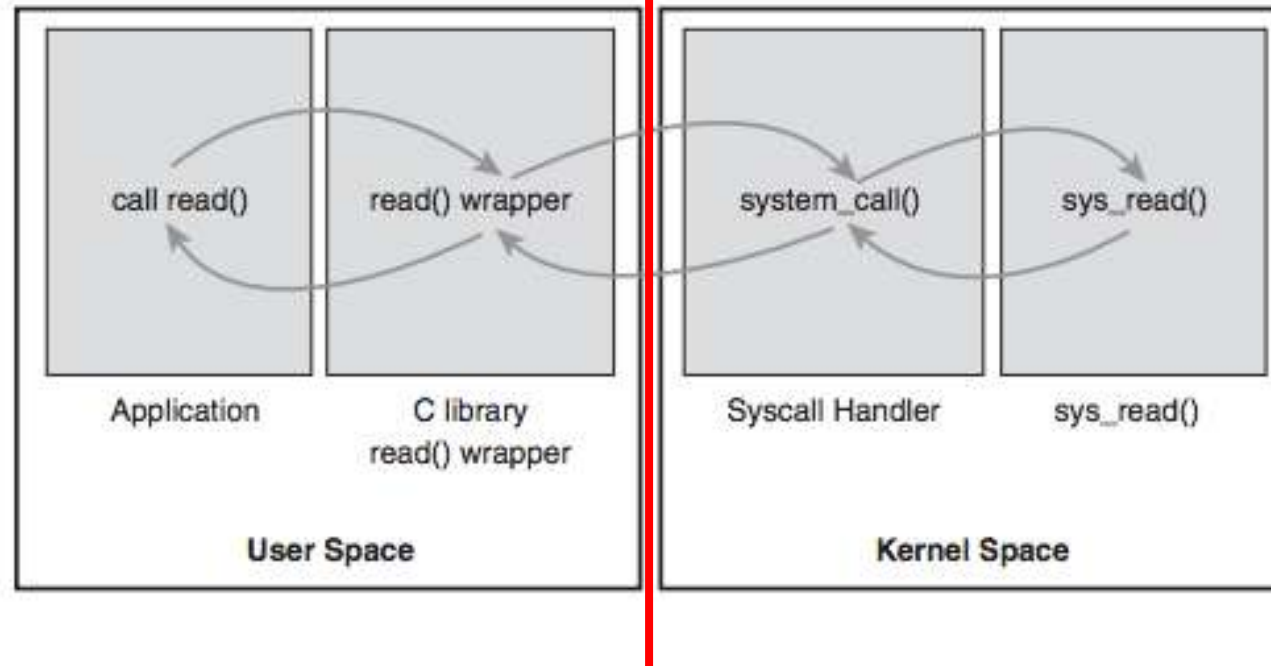 call read()
read() wrapper
system_call()
sys_read()
Application
C library
read() wrapper
Syscall Handler
sys_read()
User Space
Kernel Space